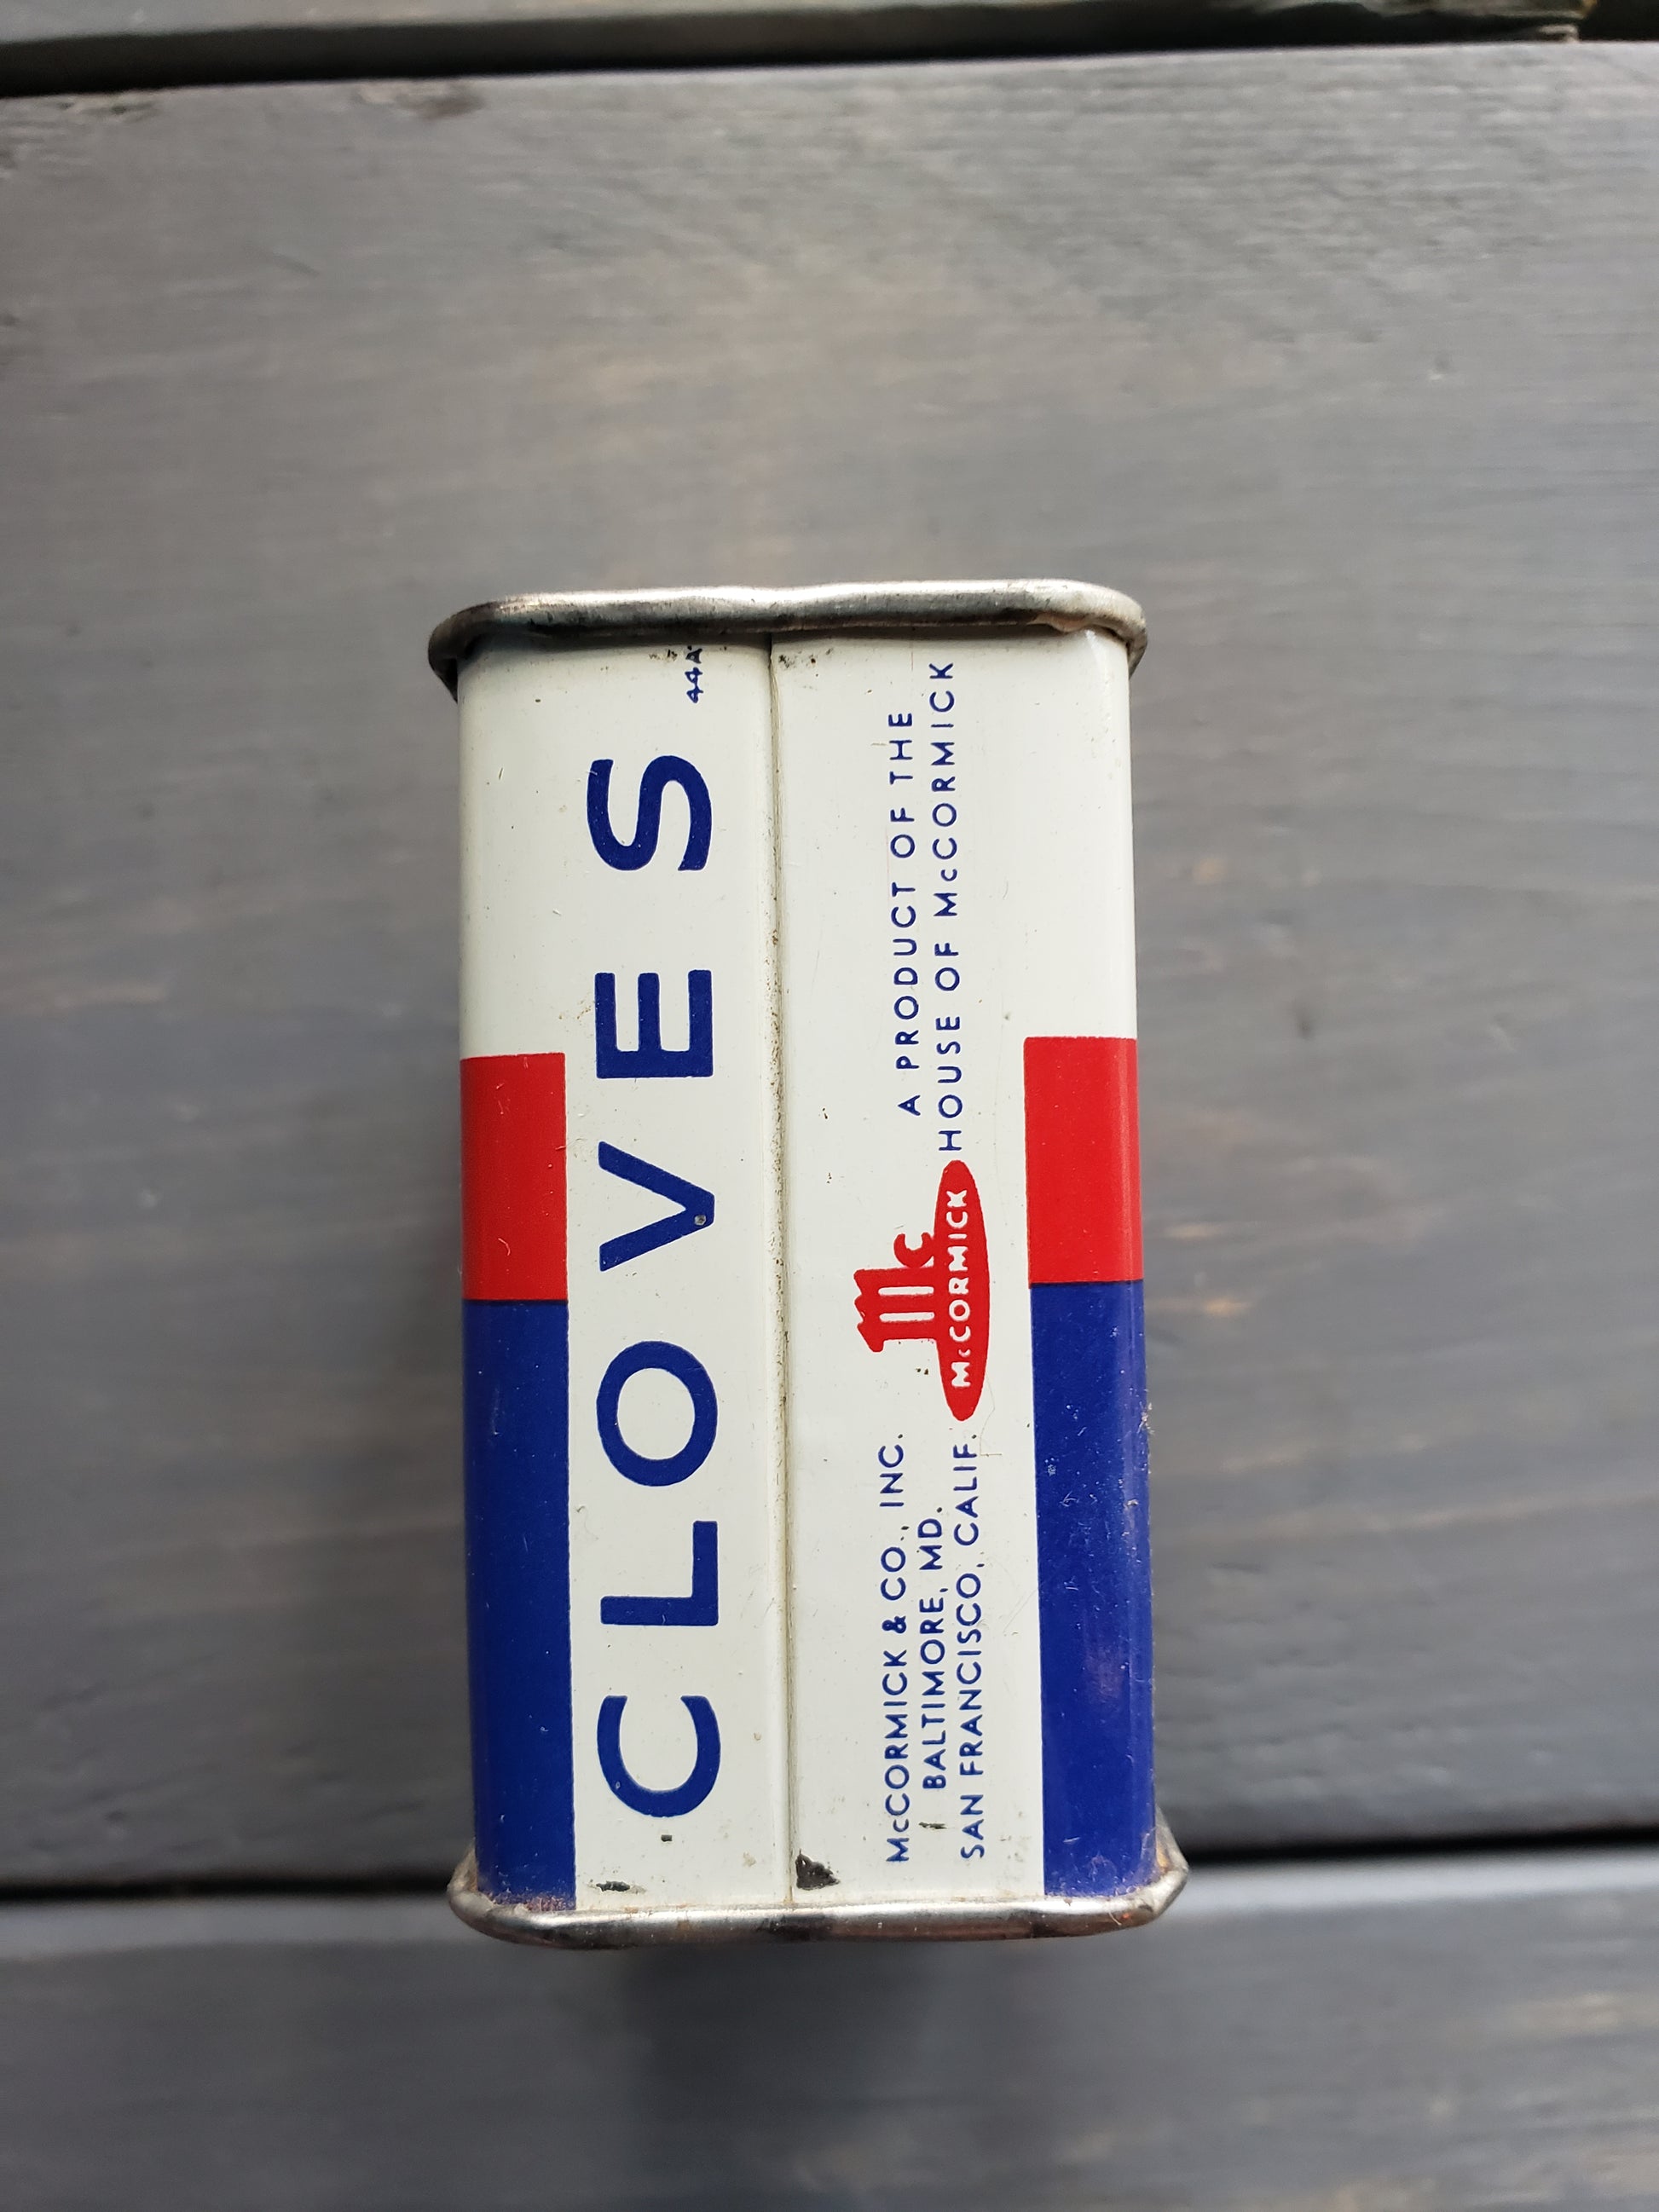 CLOVES
44A
McCORMICK & CO., INC.
BALTIMORE, MD.
SAN FRANCISCO, CALIF.
Mc
McCORMICK
A PRODUCT OF THE
HOUSE OF McCORMICK